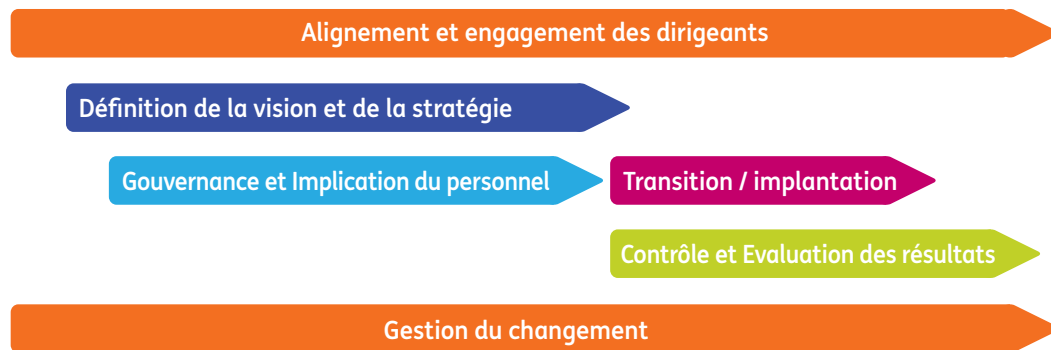 Alignement et engagement des dirigeants
Définition de la vision et de la stratégie
Gouvernance et Implication du personnel
Transition / implantation
Contrôle et Evaluation des résultats
Gestion du changement